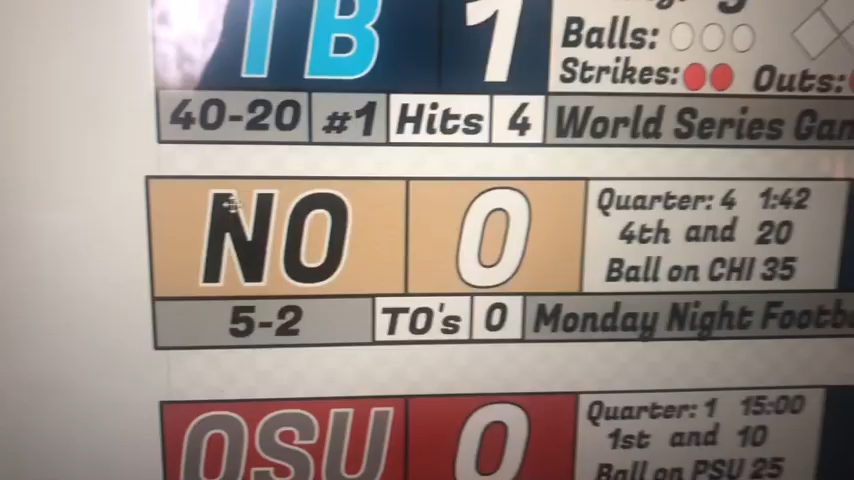 TB 1
Balls:
Strikes: Outs:
40-20 #1 Hits 4 World Series
NO 0
Quarter: 4 1:42
4th and 20
Ball on CHI 35
5-2 TO's 0 Monday Night
OSU 0
Quarter: 1 15:00
1st and 10
Ball on PSU 25